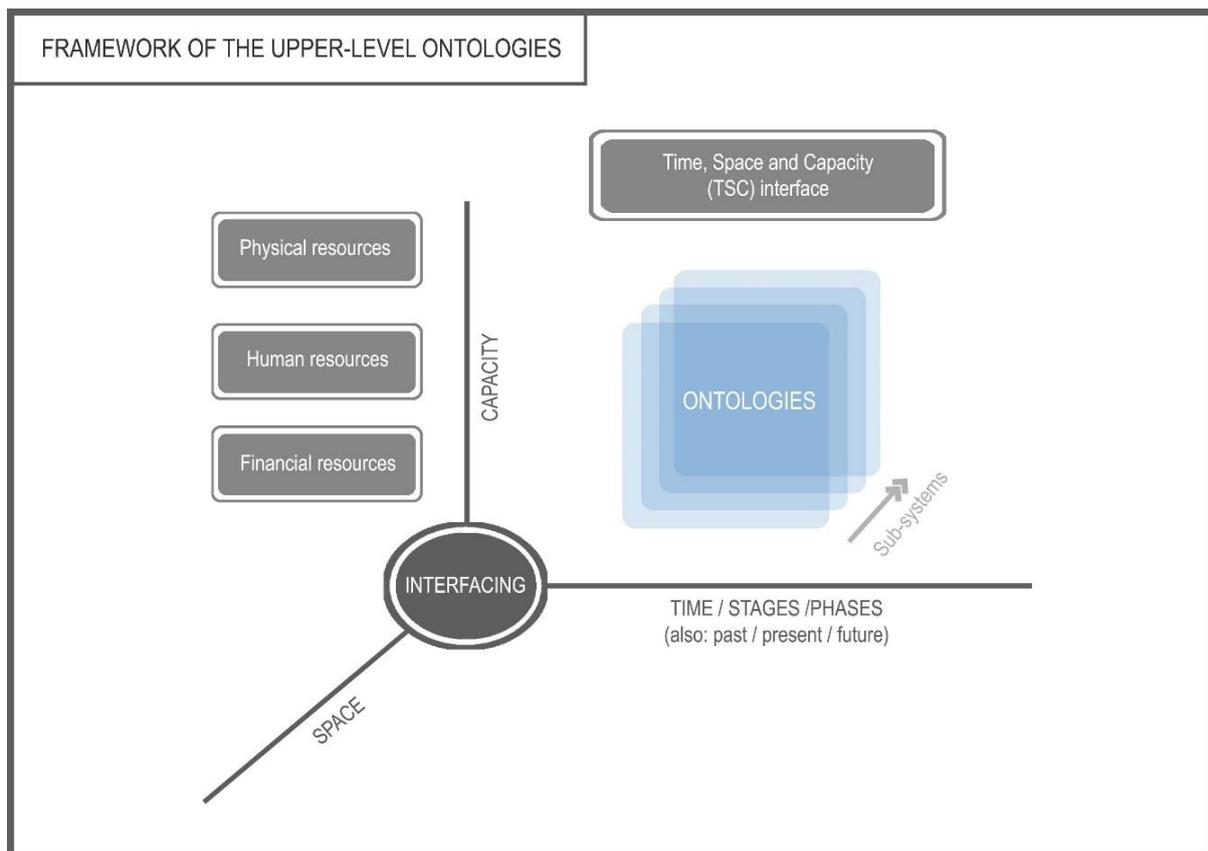 FRAMEWORK OF THE UPPER-LEVEL ONTOLOGIES
Time, Space and Capacity
(TSC) interface
Physical resources
Human resources
Financial resources
CAPACITY
ONTOLOGIES
Sub-systems
INTERFACING
TIME / STAGES /PHASES
(also: past / present / future)
SPACE